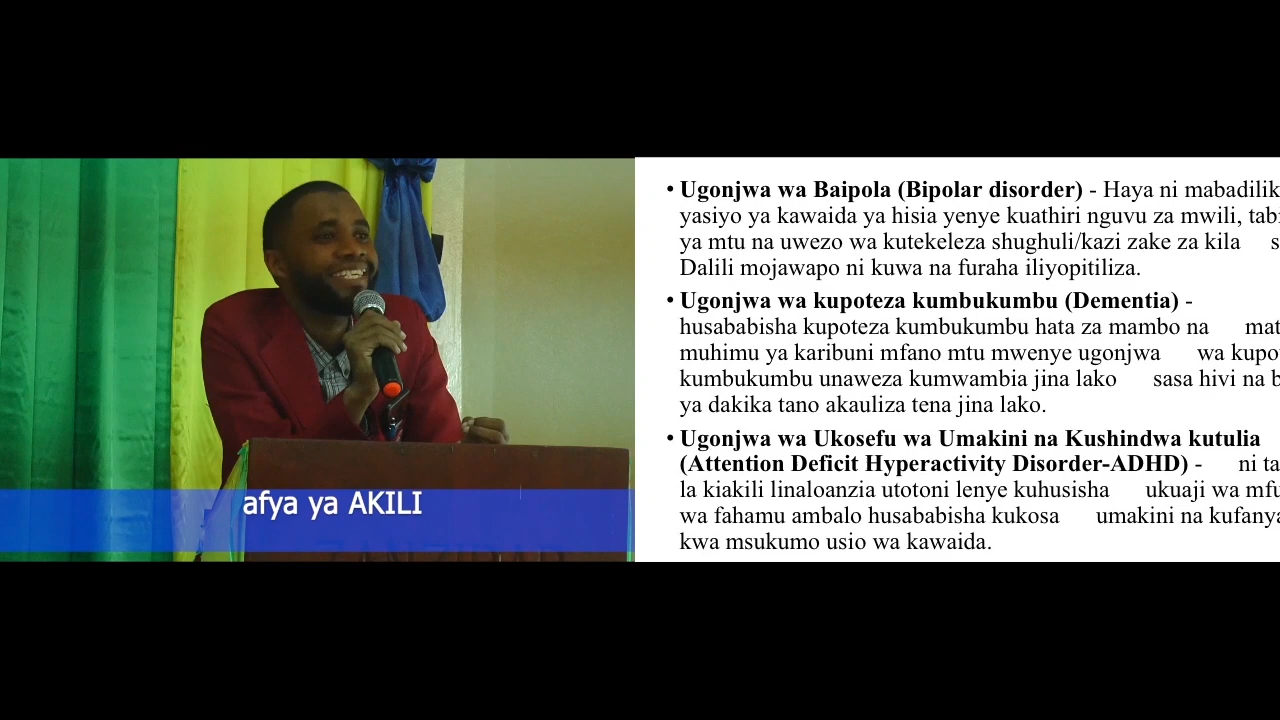 afya ya AKILI
• Ugonjwa wa Baipola (Bipolar disorder) - Haya ni
yasiyo ya kawaida ya hisia yenye kuathiri nguvu za mwili,
ya mtu na uwezo wa kutekeleza shughuli/kazi zake za kila
Dalili mojawapo ni kuwa na furaha iliyopitiliza.
• Ugonjwa wa kupoteza kumbukumbu (Dementia) -
husababisha kupoteza kumbukumbu hata za mambo na
muhimu ya karibuni mfano mtu mwenye ugonjwa wa
kumbukumbu unaweza kumwambia jina lako sasa hivi na
ya dakika tano akauliza tena jina lako.
• Ugonjwa wa Ukosefu wa Umakini na Kushindwa kutulia
(Attention Deficit Hyperactivity Disorder-ADHD) - ni
la kiakili linaloanzia utotoni lenye kuhusisha ukuaji wa
wa fahamu ambalo husababisha kukosa umakini na kufanya
kwa msukumo usio wa kawaida.